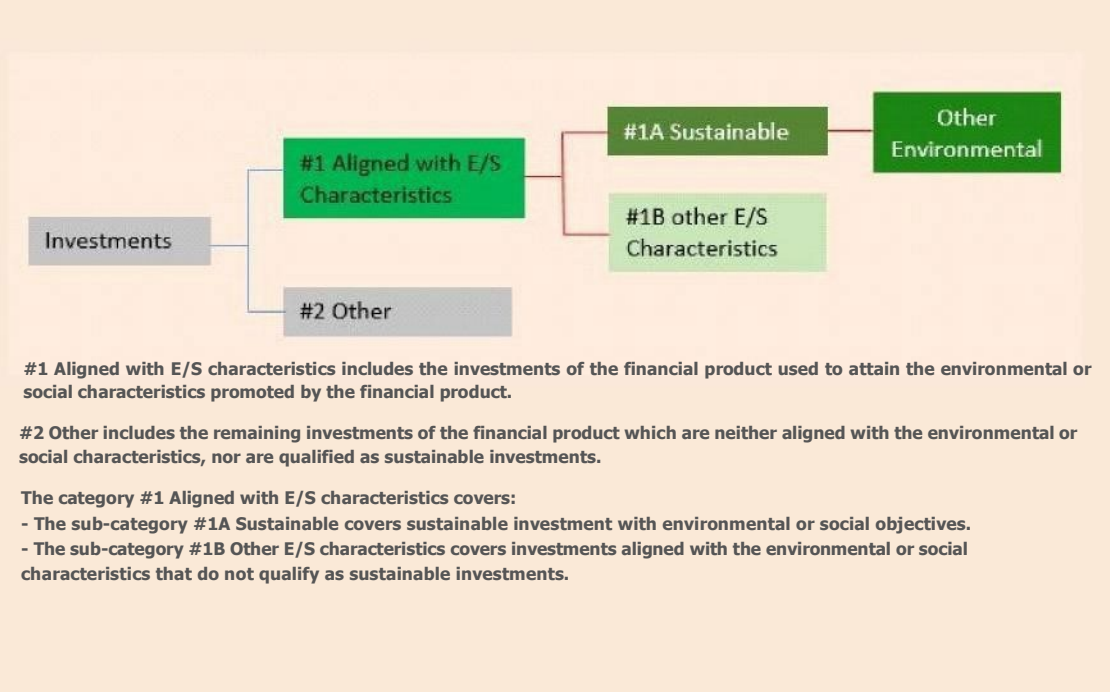 Other
Environmental
#1A Sustainable
#1 Aligned with E/S
Characteristics
#1B other E/S
Characteristics
Investments
#2 Other
#1 Aligned with E/S characteristics includes the investments of the financial product used to attain the environmental or
social characteristics promoted by the financial product.
#2 Other includes the remaining investments of the financial product which are neither aligned with the environmental or
social characteristics, nor are qualified as sustainable investments.
The category #1 Aligned with E/S characteristics covers:
- The sub-category #1A Sustainable covers sustainable investment with environmental or social objectives.
- The sub-category #1B Other E/S characteristics covers investments aligned with the environmental or social
characteristics that do not qualify as sustainable investments.